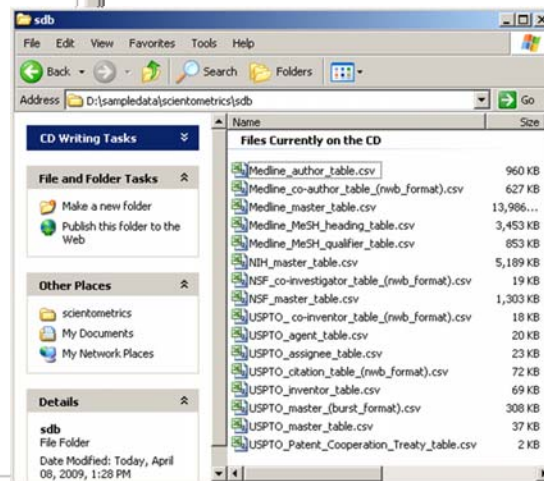 sdb
File Edit View Favorites Tools Help
Back Search Folders
Address D:\sampledata\scientometrics\sdb Go
CD Writing Tasks
File and Folder Tasks
Make a new folder
Publish this folder to the
Web
Other Places
scientometrics
My Documents
My Network Places
Details
sdb
File Folder
Date Modified: Today, April
08, 2009, 1:28 PM
Name Size
Files Currently on the CD
Medline_author_table.csv 960 KB
Medline_co-author_table_(nwb_format).csv 627 KB
Medline_master_table.csv 13,986...
Medline_MeSH_heading_table.csv 3,453 KB
Medline_MeSH_qualifier_table.csv 853 KB
NIH_master_table.csv 5,189 KB
NSF_co-investigator_table_(nwb_format).csv 19 KB
NSF_master_table.csv 1,303 KB
USPTO_ co-inventor_table_(nwb_format).csv 18 KB
USPTO_agent_table.csv 20 KB
USPTO_assignee_table.csv 23 KB
USPTO_citation_table_(nwb_format).csv 72 KB
USPTO_inventor_table.csv 69 KB
USPTO_master_(burst_format).csv 308 KB
USPTO_master_table.csv 37 KB
USPTO_Patent_Cooperation_Treaty_table.csv 2 KB